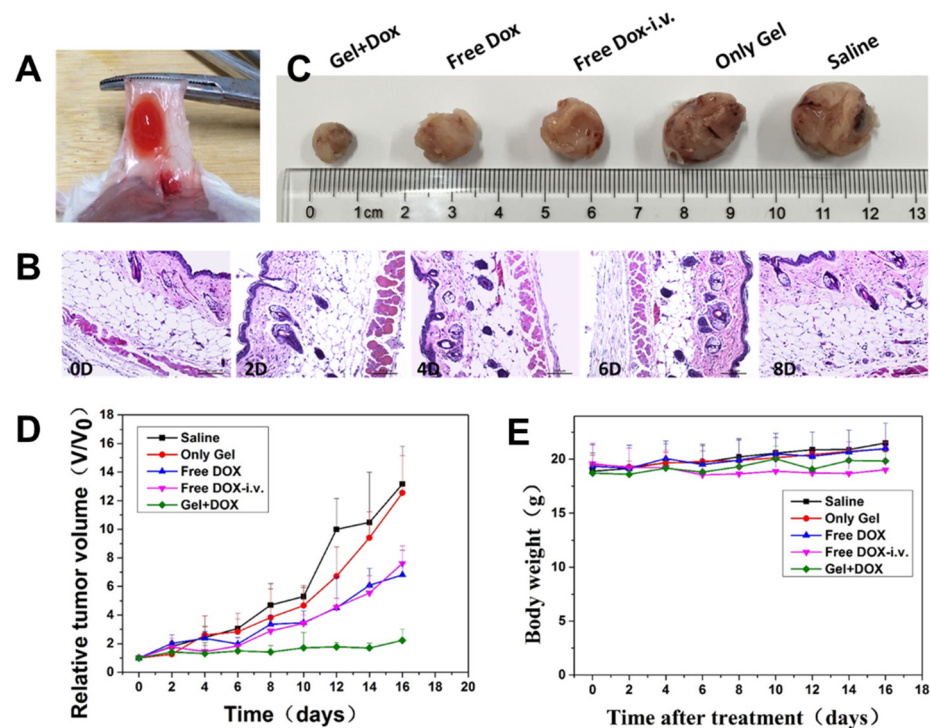 A
C
Gel+Dox
Free Dox
Free Dox-i.v.
Only Gel
Saline
0 1 cm 2 3 4 5 6 7 8 9 10 11 12 13
B
0D
2D
4D
6D
8D
D
Relative tumor volume（V/V0）
18
16
14
12
10
8
6
4
2
0
Saline
Only Gel
Free DOX
Free DOX-i.v.
Gel+DOX
0 2 4 6 8 10 12 14 16 18 20
Time（days）
E
Body weight（g）
20
15
10
5
0
Saline
Only Gel
Free DOX
Free DOX-i.v.
Gel+DOX
0 2 4 6 8 10 12 14 16 18
Time after treatment（days）